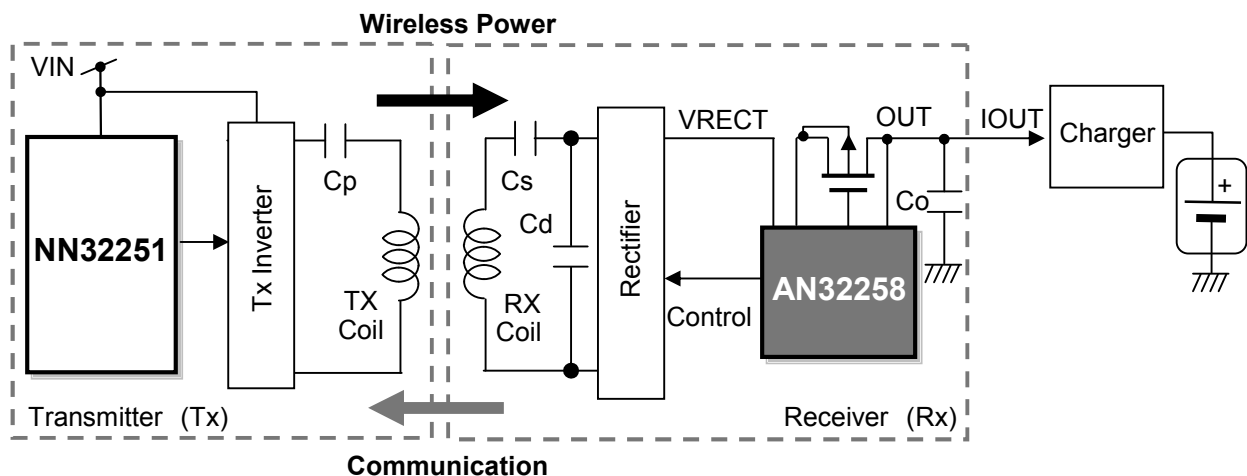 Wireless Power
VIN
NN32251
Tx Inverter
Cp
TX
Coil
Transmitter (Tx)
Cs
Cd
RX
Coil
Rectifier
VRECT
Control
AN32258
OUT
Co
Receiver (Rx)
IOUT
Charger
+
Communication